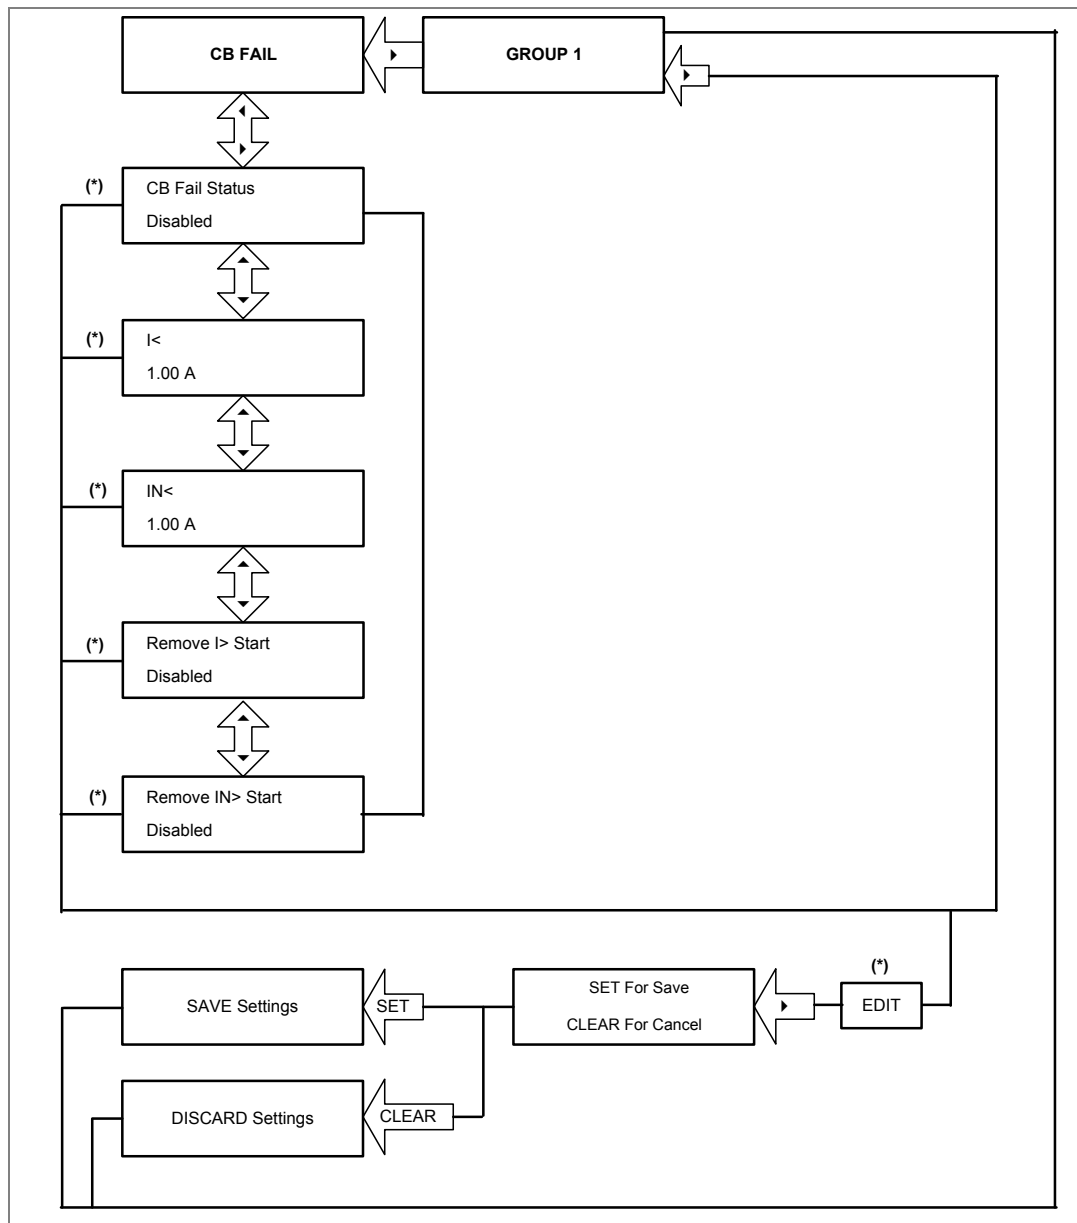 CB FAIL
GROUP 1
(*)
CB Fail Status
Disabled
(*)
I<
1.00 A
(*)
IN<
1.00 A
(*)
Remove I> Start
Disabled
(*)
Remove IN> Start
Disabled
(*)
SAVE Settings
SET
SET For Save
CLEAR For Cancel
EDIT
DISCARD Settings
CLEAR